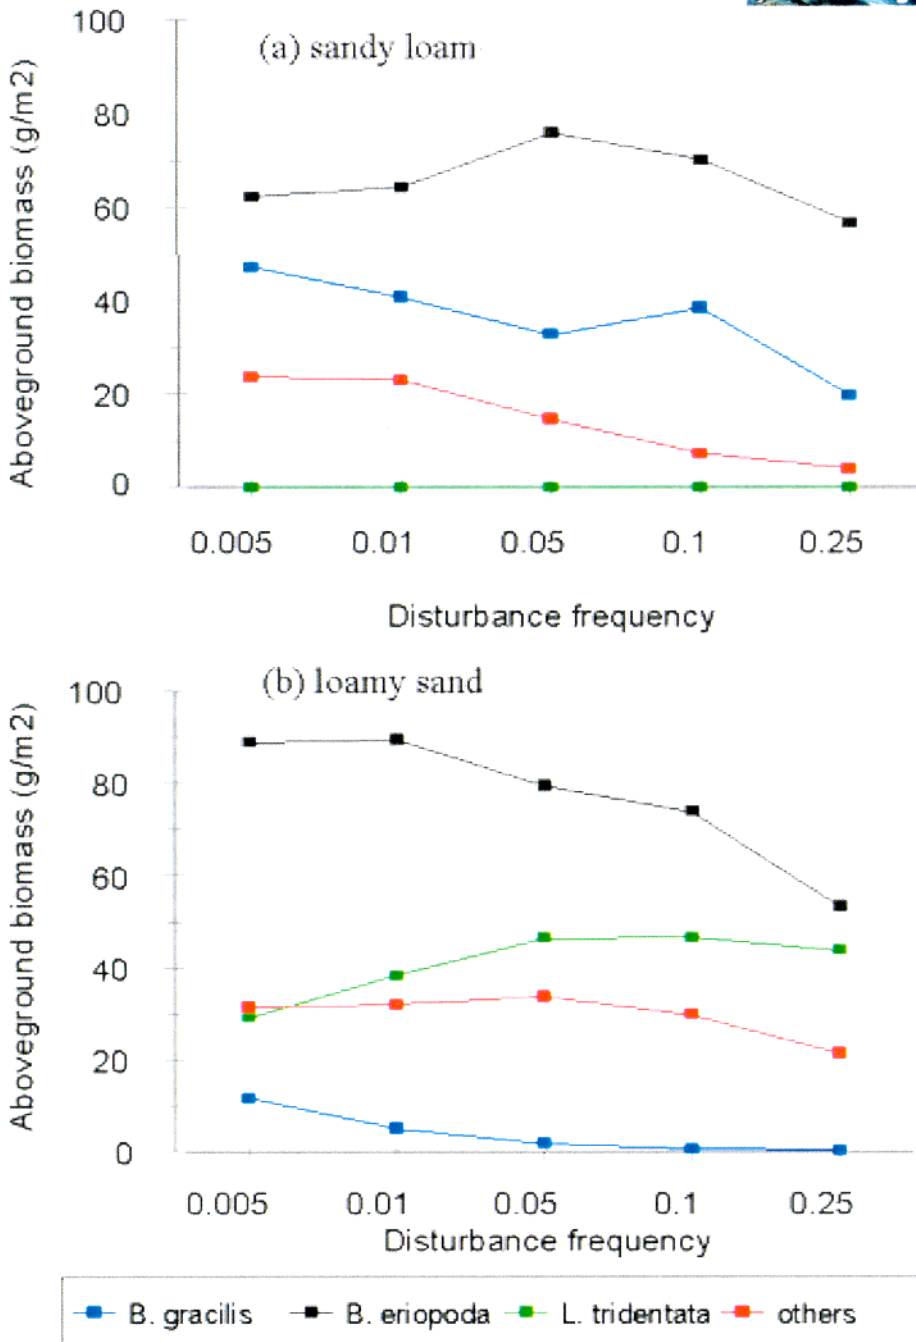 (a) sandy loam
Aboveground biomass (g/m2)
100
80
60
40
20
0
0.005 0.01 0.05 0.1 0.25
Disturbance frequency
(b) loamy sand
Aboveground biomass (g/m2)
100
80
60
40
20
0
0.005 0.01 0.05 0.1 0.25
Disturbance frequency
B. gracilis B. eriopoda L. tridentata others